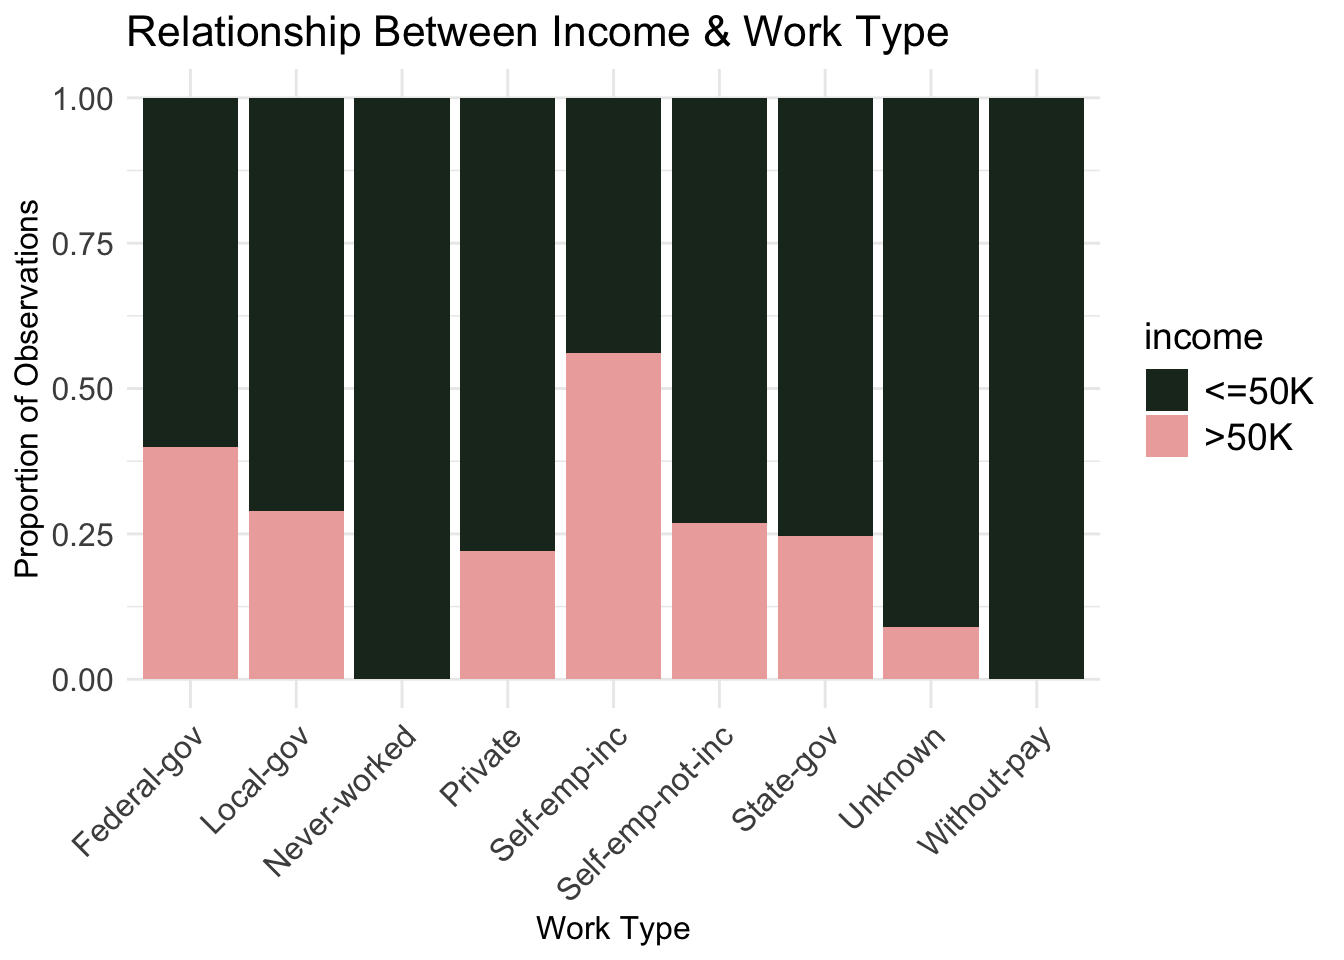 Relationship Between Income & Work Type
Proportion of Observations
1.00
0.75
0.50
0.25
0.00
Federal-gov
Local-gov
Never-worked
Private
Self-emp-inc
Self-emp-not-inc
State-gov
Unknown
Without-pay
Work Type
income
<=50K
>50K